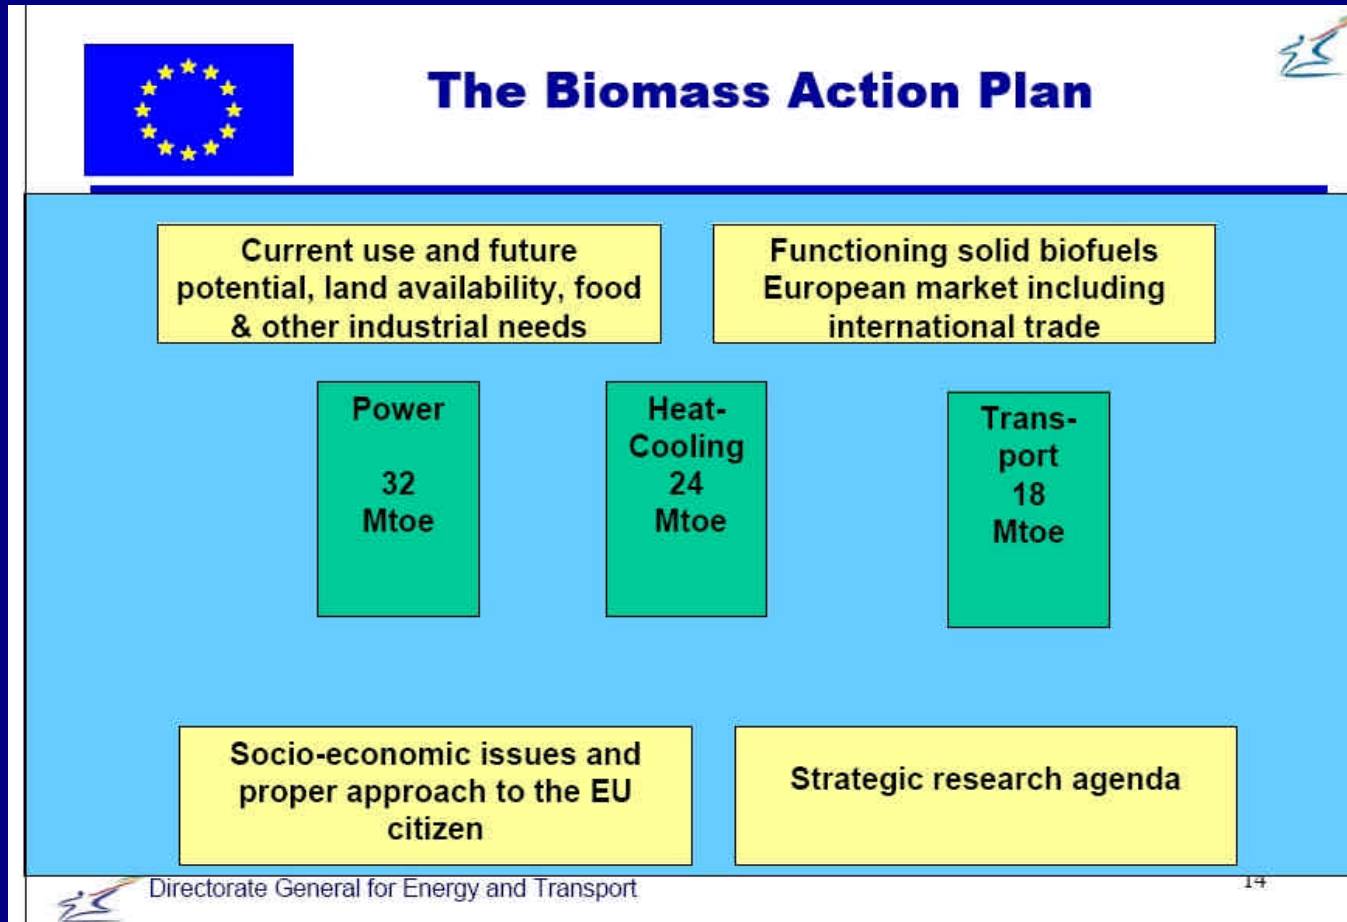 The Biomass Action Plan
Current use and future
potential, land availability, food
& other industrial needs
Functioning solid biofuels
European market including
international trade
Power
32
Mtoe
Heat-
Cooling
24
Mtoe
Trans-
port
18
Mtoe
Socio-economic issues and
proper approach to the EU
citizen
Strategic research agenda
Directorate General for Energy and Transport
14